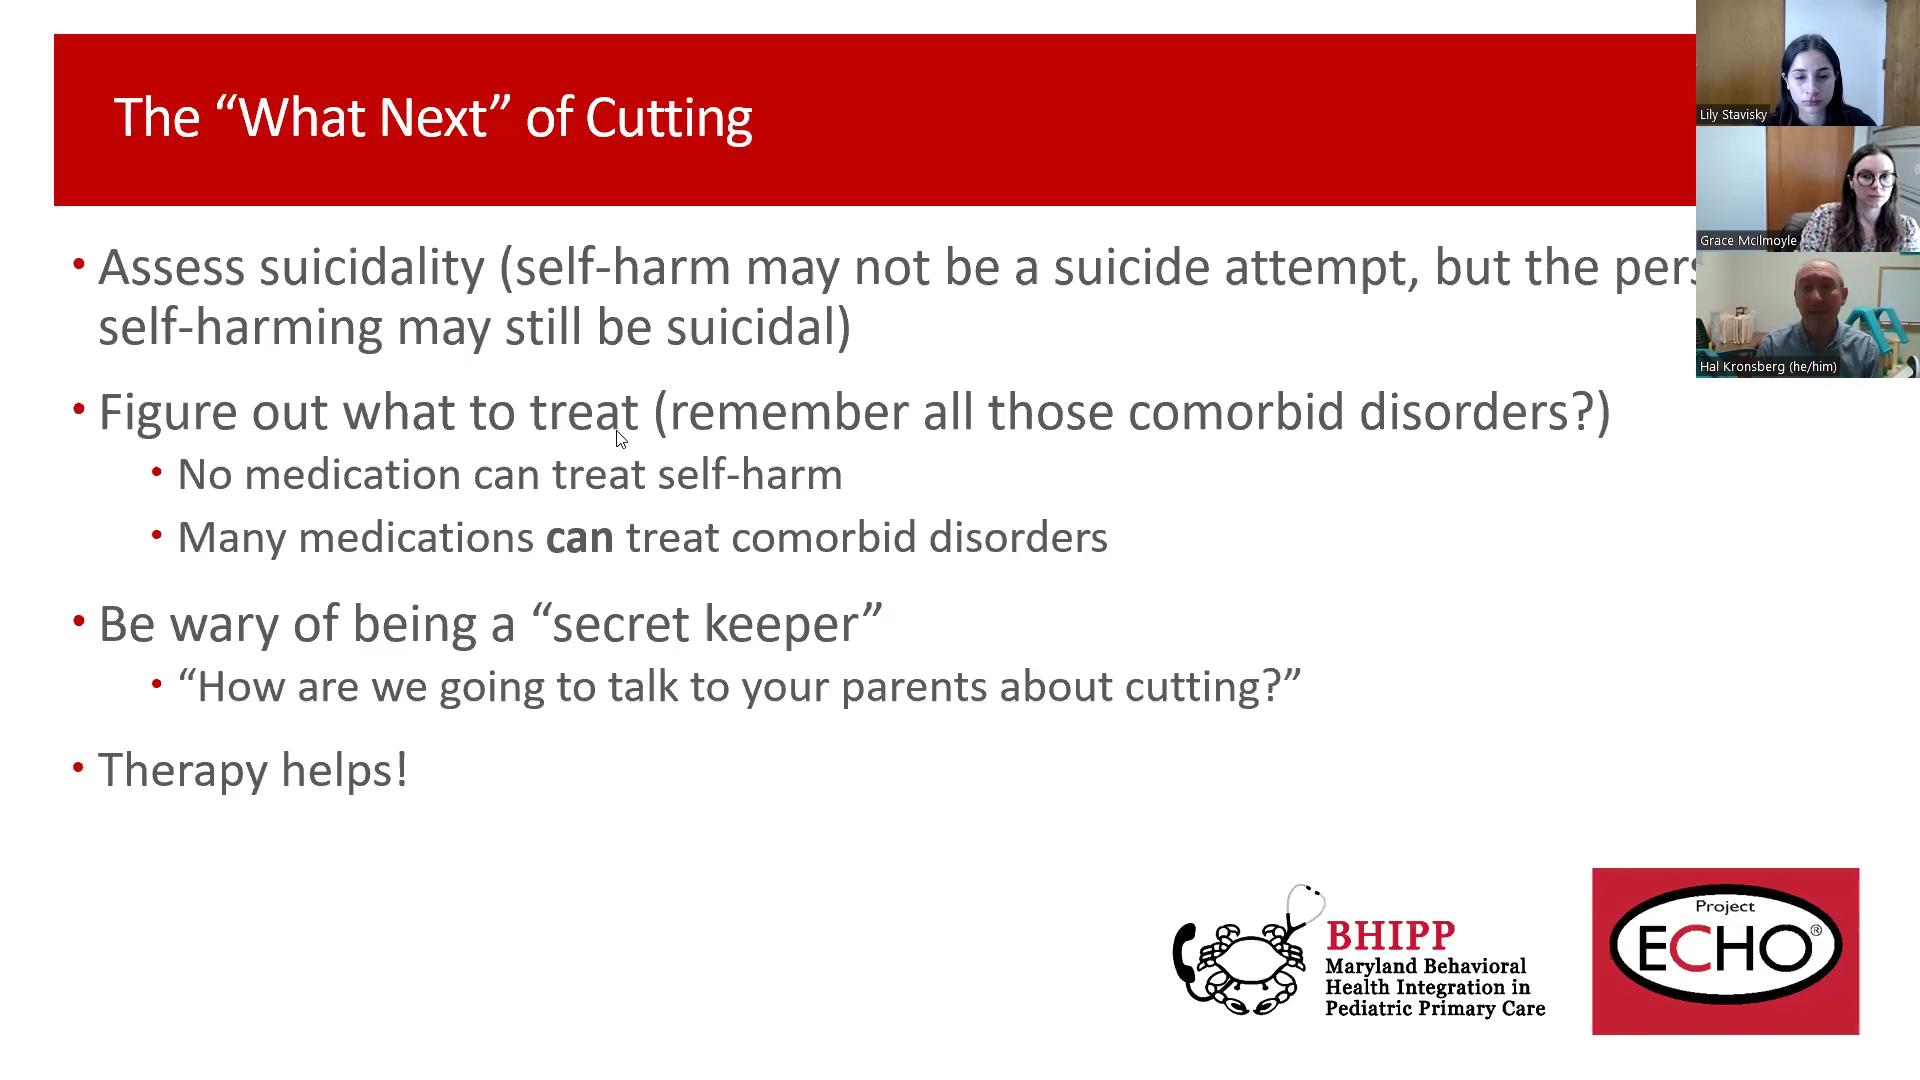 The “What Next” of Cutting
• Assess suicidality (self-harm may not be a suicide attempt, but the
self-harming may still be suicidal)
• Figure out what to treat (remember all those comorbid disorders?)
• No medication can treat self-harm
• Many medications can treat comorbid disorders
• Be wary of being a “secret keeper”
• “How are we going to talk to your parents about cutting?”
• Therapy helps!
Lily Stavisky
Grace McIlmoyle
Hal Kronsberg (he/him)
BHIPP
Maryland Behavioral
Health Integration in
Pediatric Primary Care
Project
ECHO®